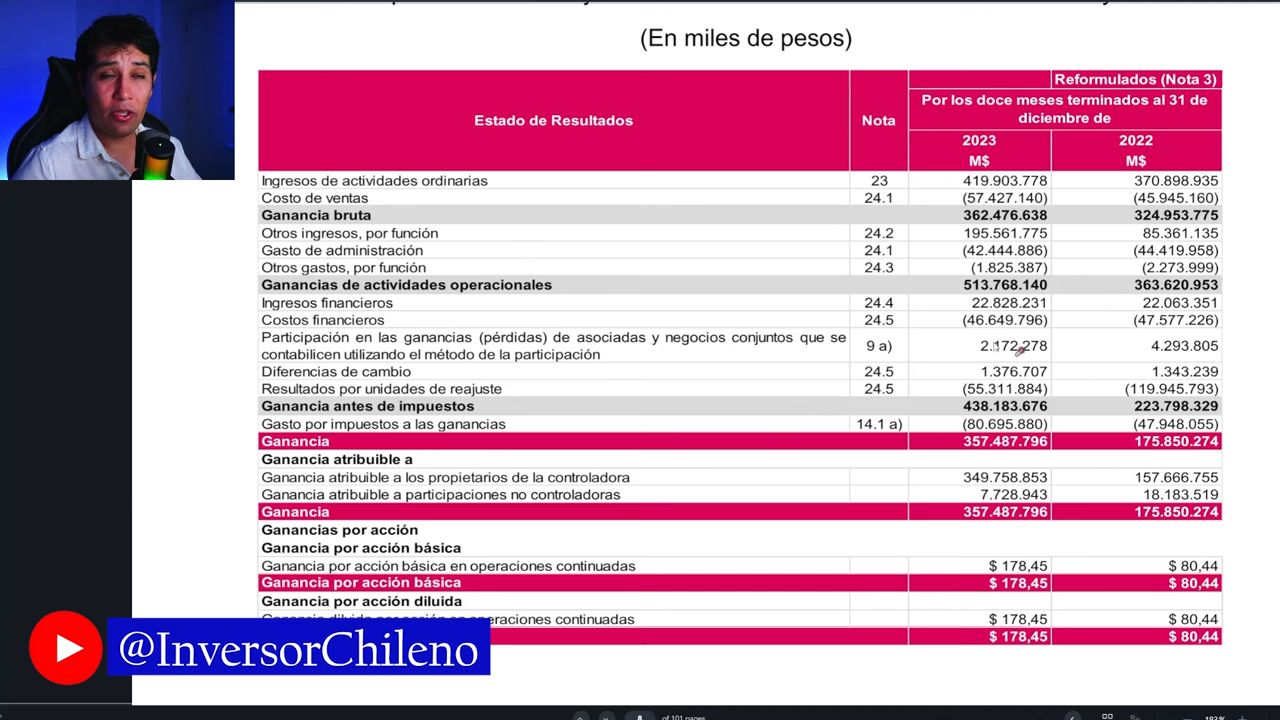 (En miles de pesos)
Estado de Resultados Nota Reformulados (Nota 3)
Por los doce meses terminados al 31 de
diciembre de
2023 2022
M$ M$
Ingresos de actividades ordinarias 23 419.903.778 370.898.935
Costo de ventas 24.1 (57.427.140) (45.945.160)
Ganancia bruta 362.476.638 324.953.775
Otros ingresos, por función 24.2 195.561.775 85.361.135
Gasto de administración 24.1 (42.444.886) (44.419.958)
Otros gastos, por función 24.3 (1.825.387) (2.273.999)
Ganancias de actividades operacionales 513.768.140 363.620.953
Ingresos financieros 24.4 22.828.231 22.063.351
Costos financieros 24.5 (46.649.796) (47.577.226)
Participación en las ganancias (pérdidas) de asociadas y negocios conjuntos que se
contabilicen utilizando el método de la participación 9 a) 2.172.278 4.293.805
Diferencias de cambio 24.5 1.376.707 1.343.239
Resultados por unidades de reajuste 24.5 (55.311.884) (119.945.793)
Ganancia antes de impuestos 438.183.676 223.798.329
Gasto por impuestos a las ganancias 14.1 a) (80.695.880) (47.948.055)
Ganancia 357.487.796 175.850.274
Ganancia atribuible a
Ganancia atribuible a los propietarios de la controladora 349.758.853 157.666.755
Ganancia atribuible a participaciones no controladoras 7.728.943 18.183.519
Ganancia 357.487.796 175.850.274
Ganancias por acción
Ganancia por acción básica
Ganancia por acción básica en operaciones continuadas $ 178,45 $ 80,44
Ganancia por acción básica $ 178,45 $ 80,44
Ganancia por acción diluida
continuadas $ 178,45 $ 80,44
$ 178,45 $ 80,44
@InversorChileno
8 of 101 pages